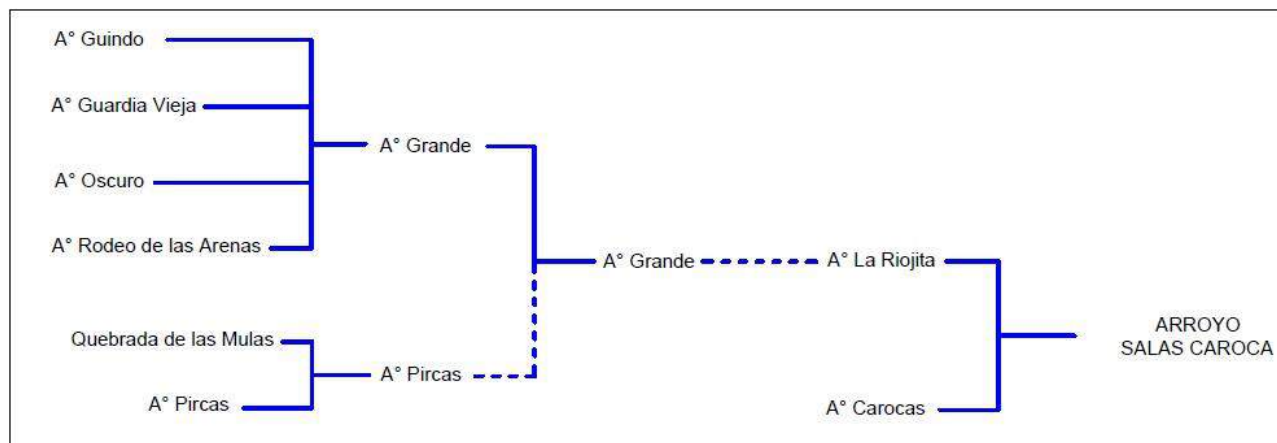 A° Guindo
A° Guardia Vieja
A° Grande
A° Oscuro
A° Rodeo de las Arenas
A° Grande
A° La Riojita
Quebrada de las Mulas
ARROYO
SALAS CAROCA
A° Pircas
A° Pircas
A° Carocas